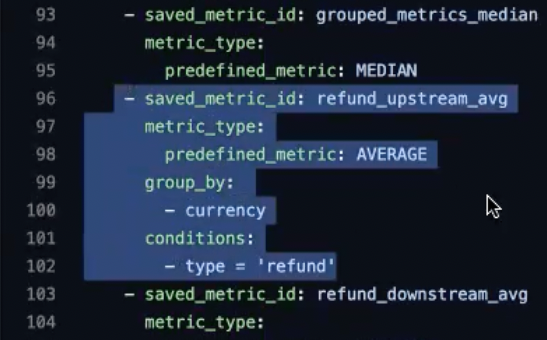 93 - saved_metric_id: grouped_metrics_median
94 metric_type:
95 predefined_metric: MEDIAN
96 - saved_metric_id: refund_upstream_avg
97 metric_type:
98 predefined_metric: AVERAGE
99 group_by:
100 - currency
101 conditions:
102 - type = 'refund'
103 - saved_metric_id: refund_downstream_avg
104 metric_type: